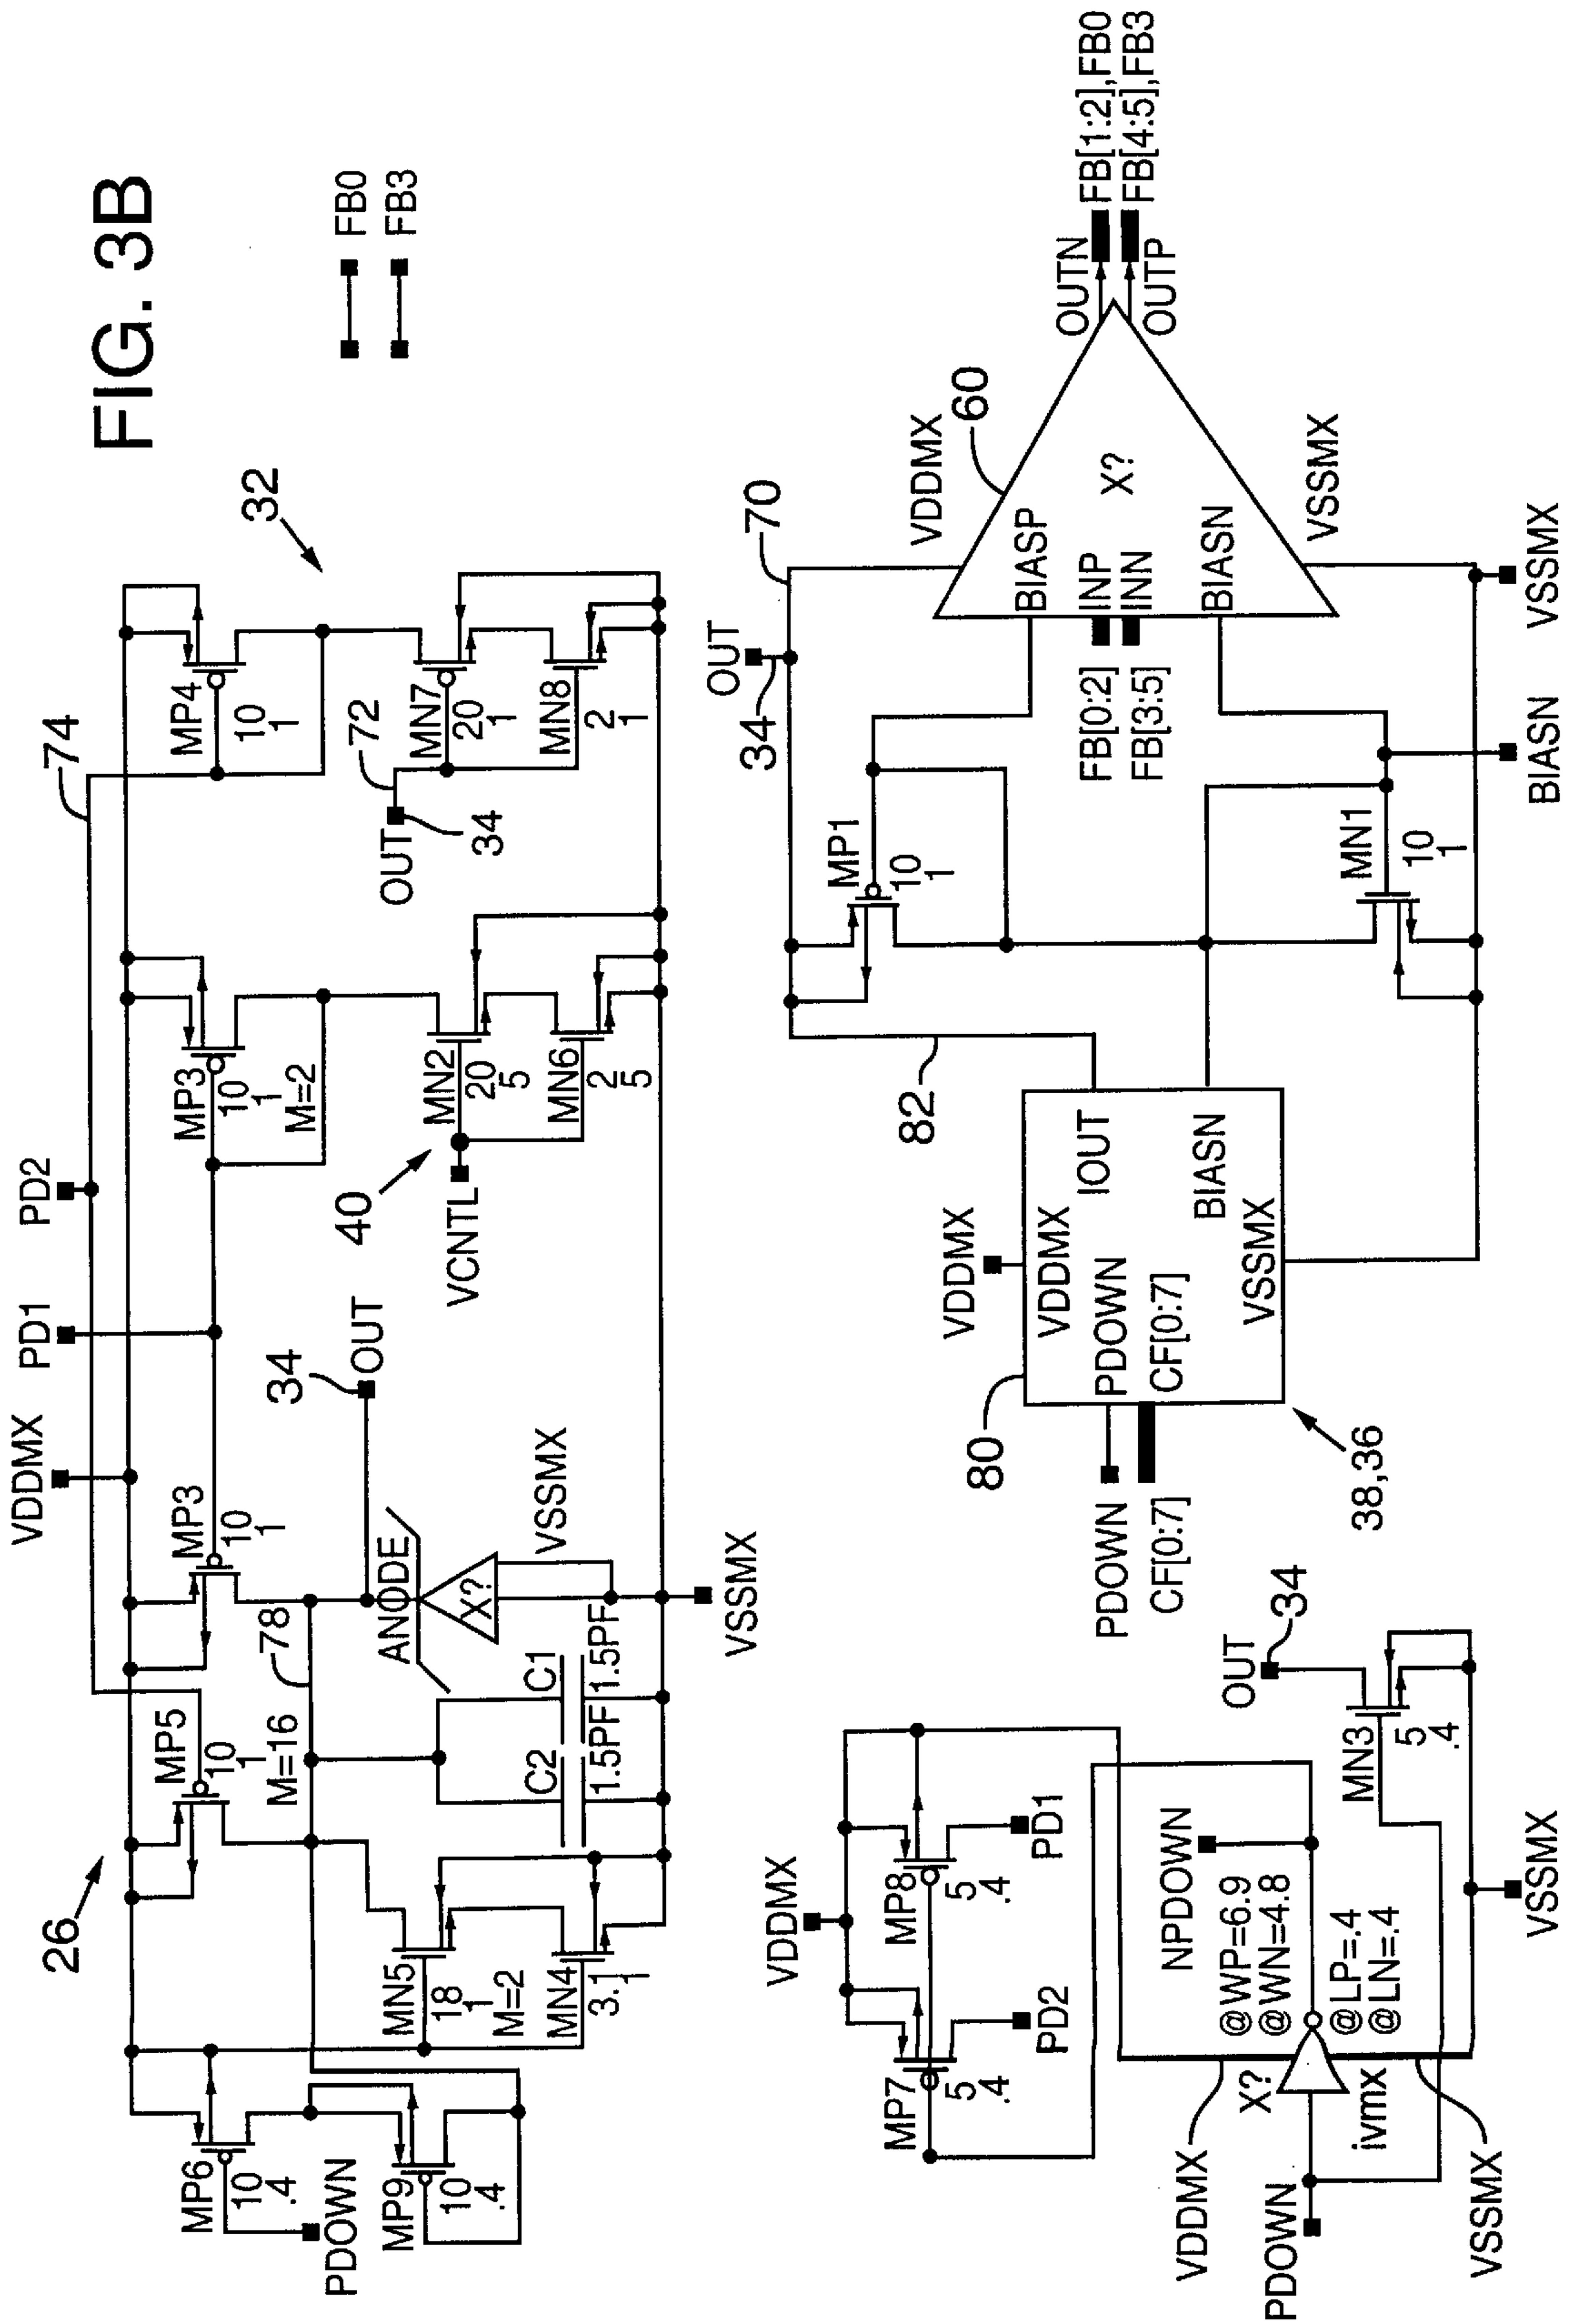 FIG. 3B
FB0
FB3
26
VDDMX
PD1
PD2
74
32
MP6
10
.4
PDOWN
MP9
10
.4
MP5
10
1
M=16
78
MP3
10
1
MP3
10
1
M=2
MP4
10
1
MN5
18
1
M=2
MN4
3.1
1
C2
1.5PF
C1
1.5PF
ANODE
X?
VSSMX
34
OUT
VSSMX
40
VCNTL
MN2
20
5
MN6
2
5
72
OUT
34
MN7
20
1
MN8
2
1
VDDMX
MP7
5
.4
PD2
MP8
5
.4
PD1
NPDOWN
@WP=6.9
@WN=4.8
@LP=.4
@LN=.4
VDDMX
X?
ivmx
PDOWN
VSSMX
OUT
34
MN3
5
.4
VSSMX
80
VDDMX
VDDMX
IOUT
PDOWN
PDOWN
CF[0:7]
CF[0:7]
BIASN
VSSMX
38,36
82
OUT
34
70
MP1
10
1
MN1
10
1
BIASN
VSSMX
FB[0:2]
FB[3:5]
VDDMX
60
BIASP
INP
INN
BIASN
X?
VSSMX
OUTN
OUTP
FB[1:2],FB0
FB[4:5],FB3